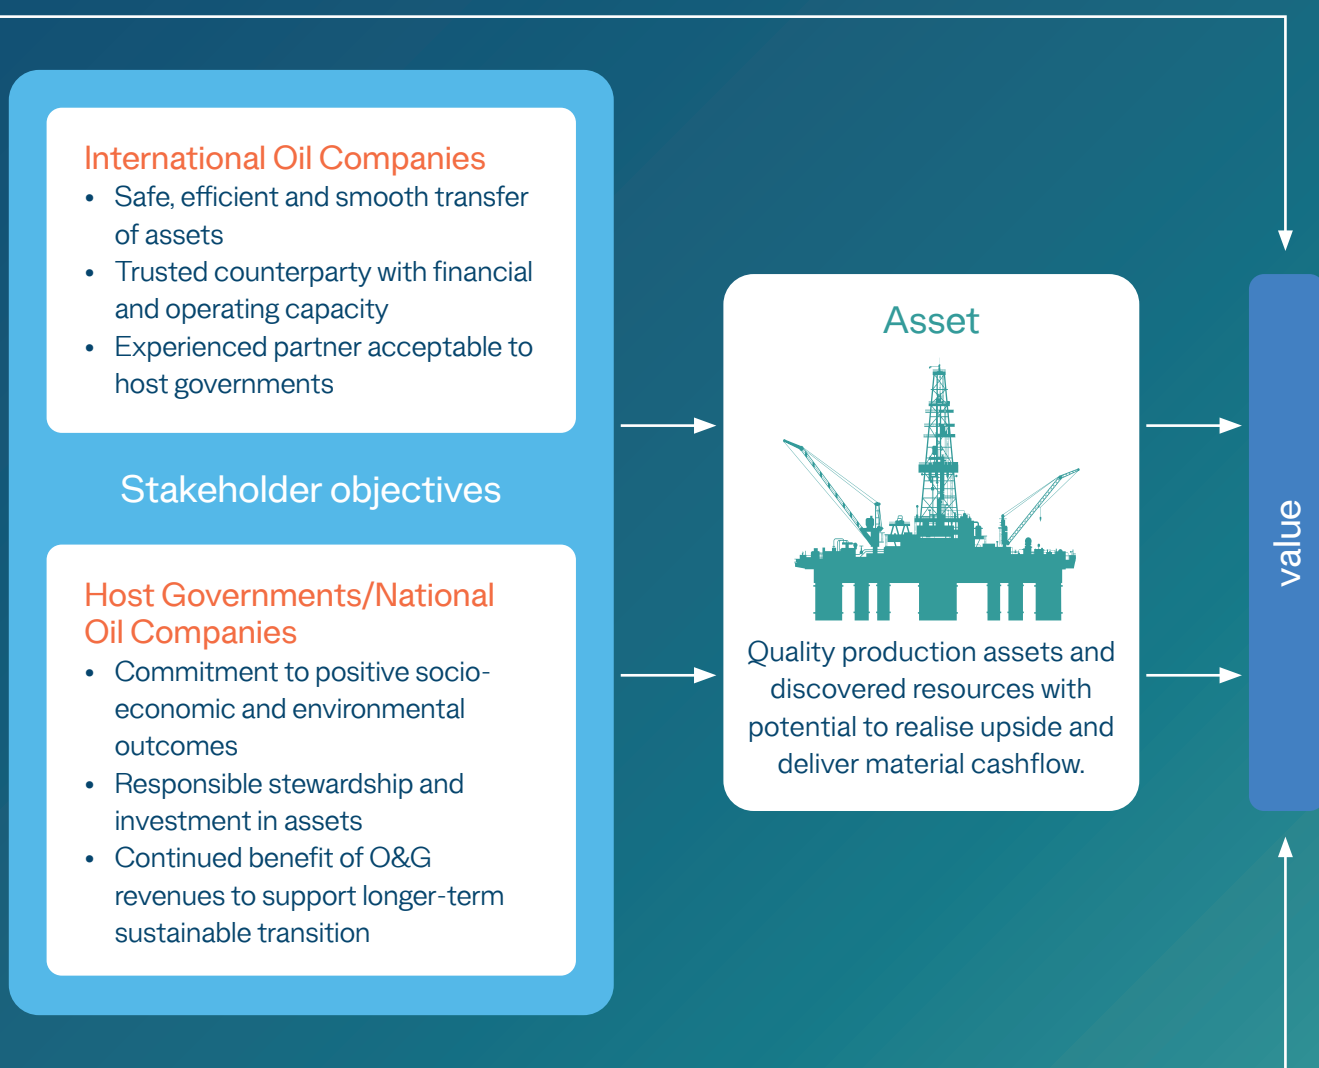 International Oil Companies
• Safe, efficient and smooth transfer
of assets
• Trusted counterparty with financial
and operating capacity
• Experienced partner acceptable to
host governments
Stakeholder objectives
Host Governments/National
Oil Companies
• Commitment to positive socio-
economic and environmental
outcomes
• Responsible stewardship and
investment in assets
• Continued benefit of O&G
revenues to support longer-term
sustainable transition
Asset
Quality production assets and
discovered resources with
potential to realise upside and
deliver material cashflow.
value